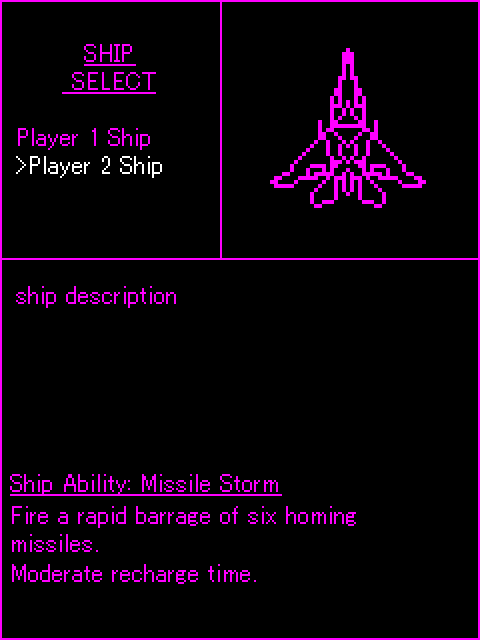 SHIP
SELECT
Player 1 Ship
>Player 2 Ship
ship description
Ship Ability: Missile Storm
Fire a rapid barrage of six homing
missiles.
Moderate recharge time.